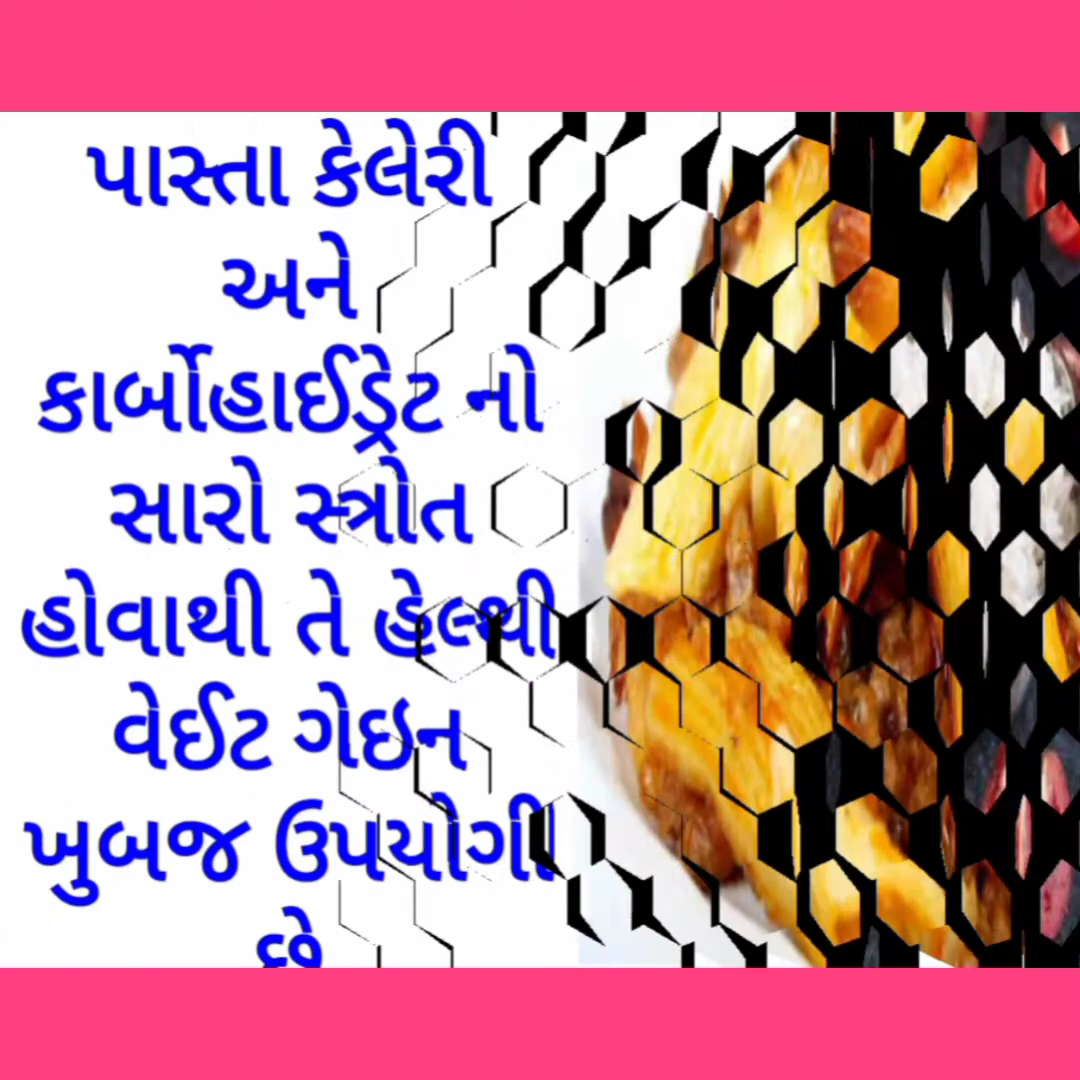 પાસ્તા કેલેરી
અને
કાર્બોહાઈડ્રેટ નો
સારો સ્ત્રોત
હોવાથી તે હેલ્થી
વેઈટ ગેઇન
ખુબજ ઉપયોગી
છે